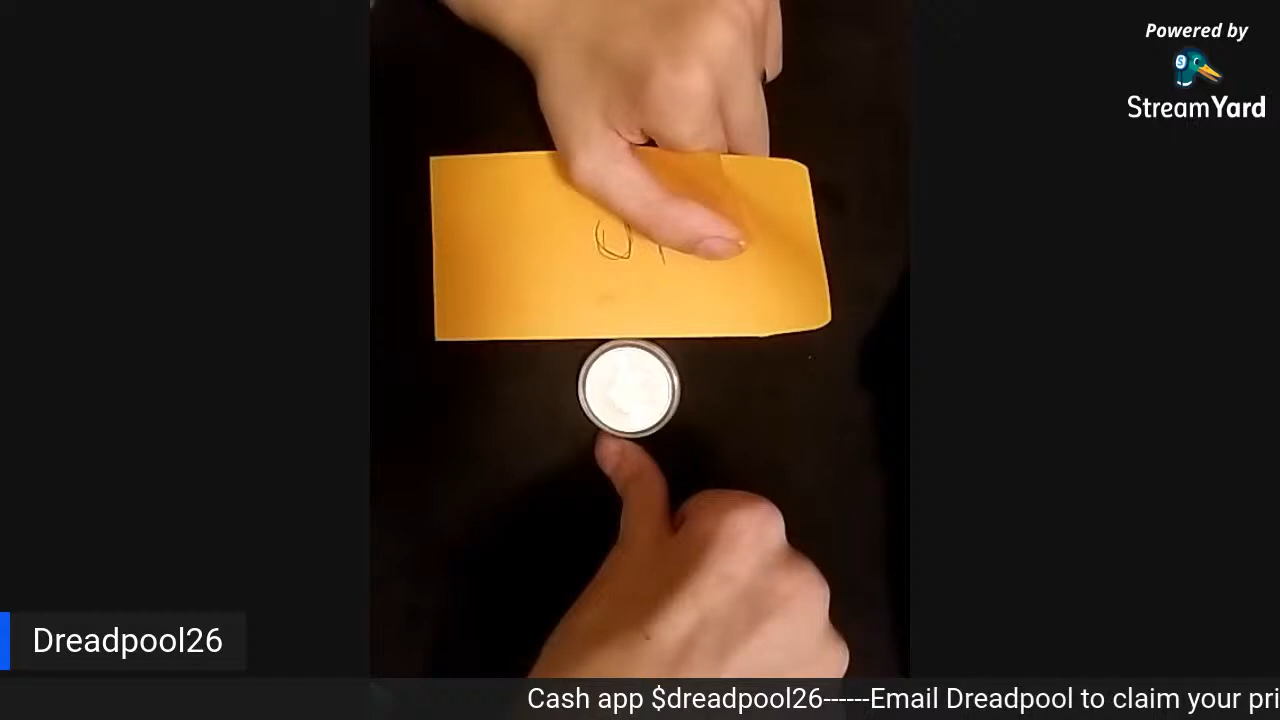 Powered by
StreamYard
Dreadpool26
Cash app $dreadpool26------Email Dreadpool to claim your pri